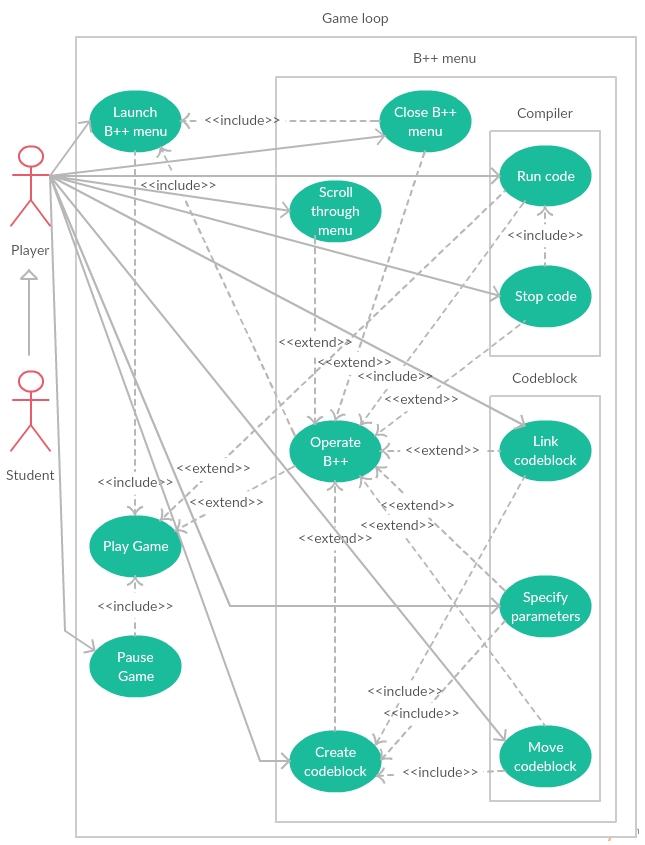 Game loop
B++ menu
Launch
B++ menu
<<include>>
Close B++
menu
Compiler
Player
<<include>>
Scroll
through
menu
Run code
<<include>>
Stop code
<<extend>>
<<extend>>
<<include>>
<<extend>>
Codeblock
Student
Operate
B++
<<extend>>
Link
codeblock
<<extend>>
<<include>>
<<extend>>
<<extend>>
<<extend>>
<<extend>>
Play Game
<<include>>
Specify
parameters
Pause
Game
<<include>>
<<include>>
Create
codeblock
<<include>>
Move
codeblock